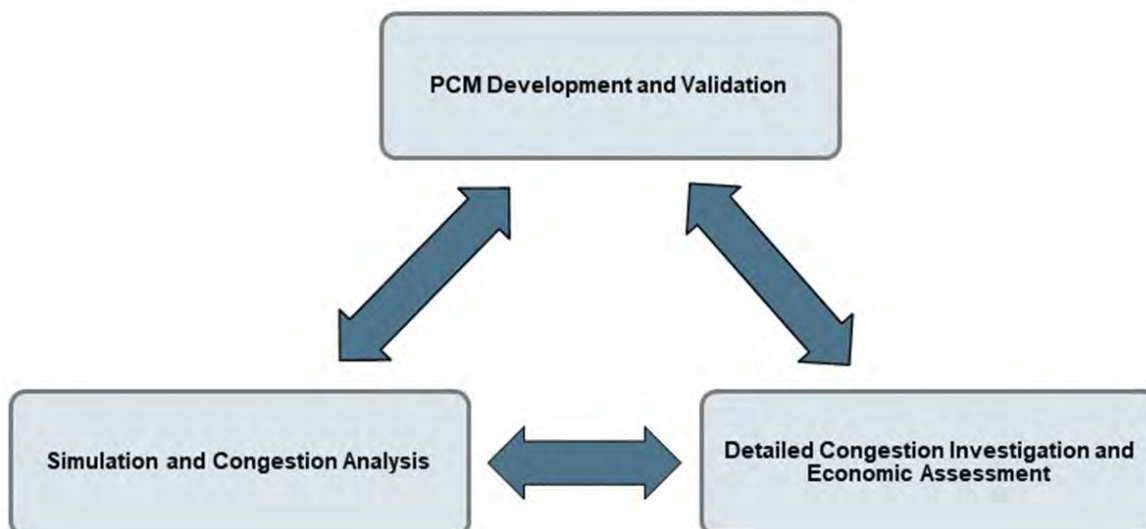 PCM Development and Validation
Simulation and Congestion Analysis
Detailed Congestion Investigation and
Economic Assessment